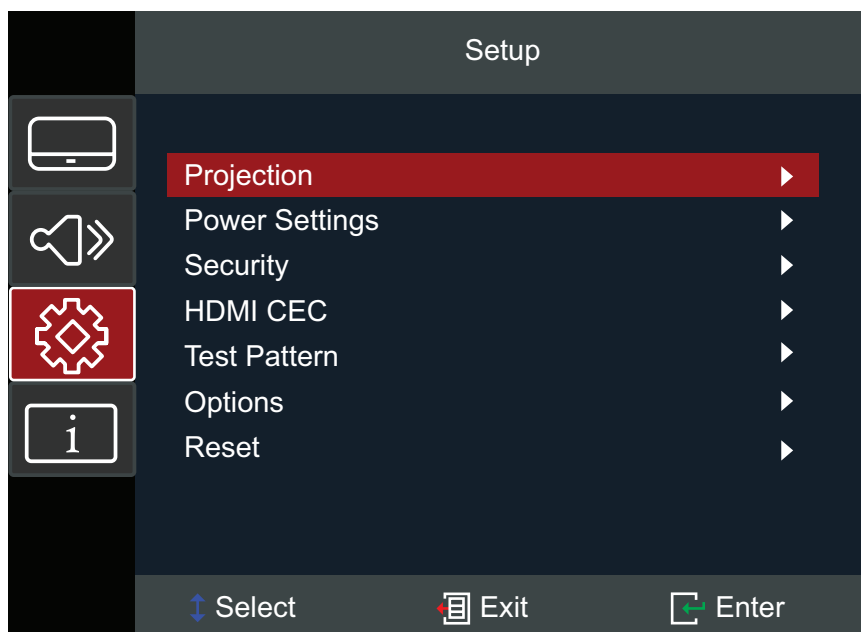 Setup
Projection
Power Settings
Security
HDMI CEC
Test Pattern
Options
i
Reset
Select Exit Enter